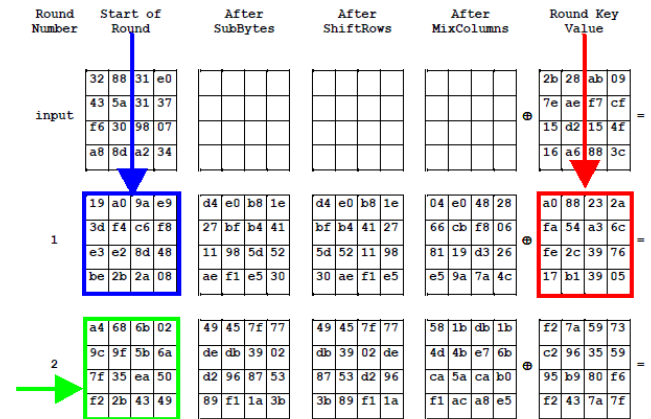 Round Start of After After After Round Key
Number Round SubBytes ShiftRows MixColumns Value
32 88 31 e0 2b 28 ab 09
43 5a 31 37 7e ae f7 cf
input ⊕ =
f6 30 98 07 15 d2 15 4f
a8 8d a2 34 16 a6 88 3c
19 a0 9a e9 d4 e0 b8 1e d4 e0 b8 1e 04 e0 48 28 a0 88 23 2a
3d f4 c6 f8 27 bf b4 41 bf b4 41 27 66 cb f8 06 fa 54 a3 6c
1 ⊕ =
e3 e2 8d 48 11 98 5d 52 5d 52 11 98 81 19 d3 26 fe 2c 39 76
be 2b 2a 08 ae f1 e5 30 30 ae f1 e5 e5 9a 7a 4c 17 b1 39 05
a4 68 6b 02 49 45 7f 77 49 45 7f 77 58 1b db 1b f2 7a 59 73
9c 9f 5b 6a de db 39 02 db 39 02 de 4d 4b e7 6b c2 96 35 59
2 ⊕ =
7f 35 ea 50 d2 96 87 53 87 53 d2 96 ca 5a ca b0 95 b9 80 f6
f2 2b 43 49 89 f1 1a 3b 3b 89 f1 1a f1 ac a8 e5 f2 43 7a 7f